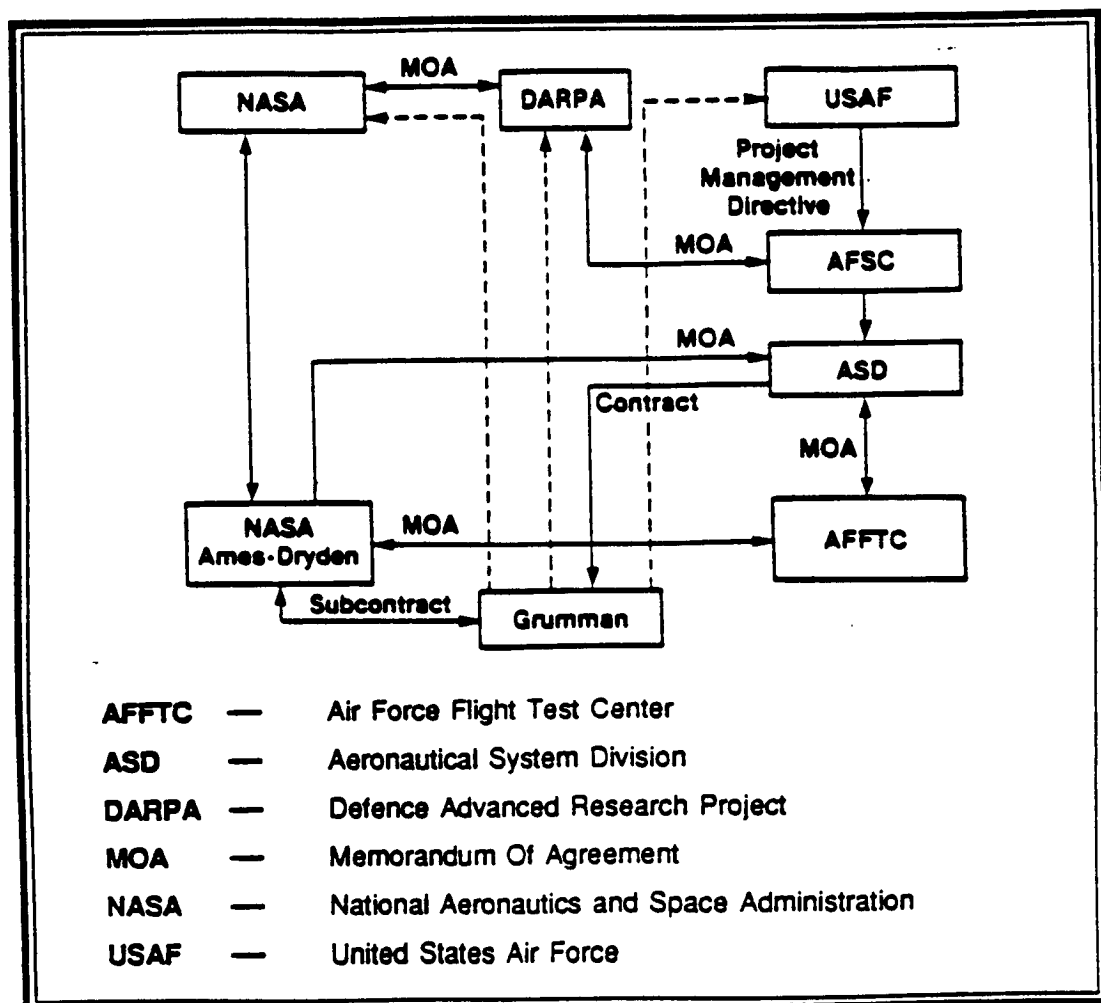 MOA
NASA
DARPA
USAF
Project
Management
Directive
MOA
AFSC
MOA
ASD
Contract
MOA
NASA
Ames-Dryden
MOA
AFFTC
Subcontract
Grumman
AFFTC — Air Force Flight Test Center
ASD — Aeronautical System Division
DARPA — Defence Advanced Research Project
MOA — Memorandum Of Agreement
NASA — National Aeronautics and Space Administration
USAF — United States Air Force